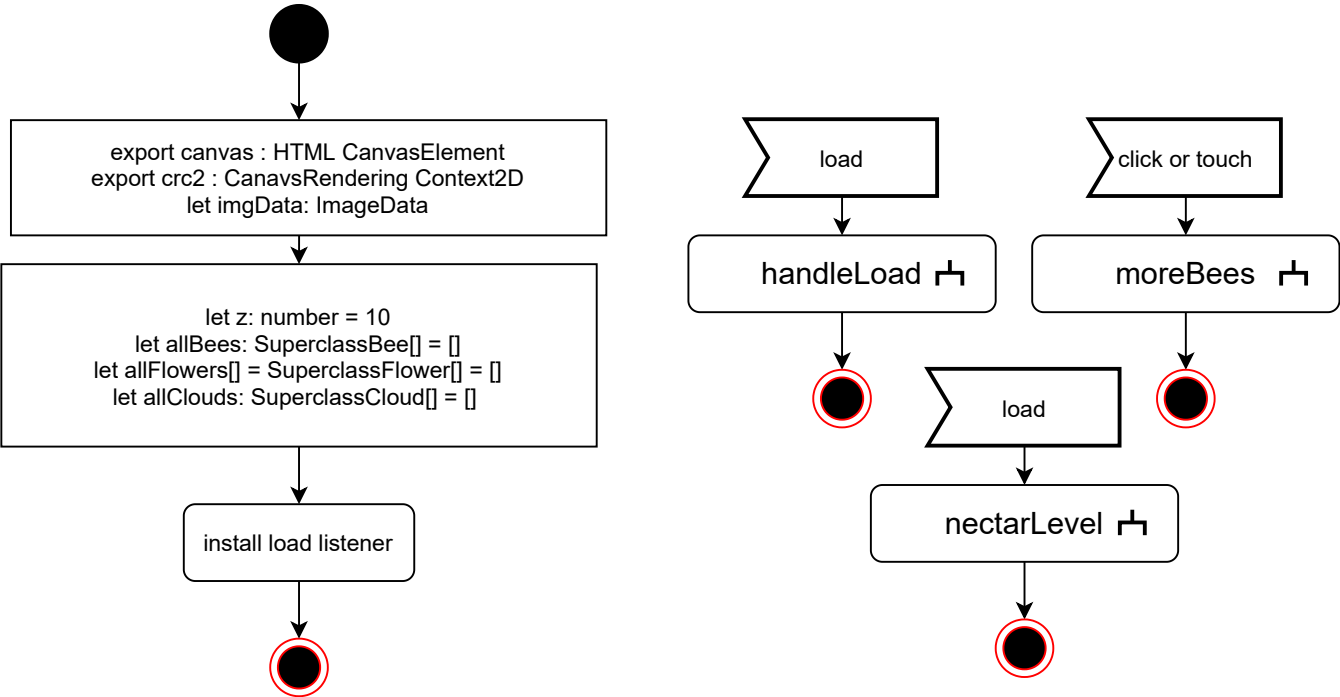 export canvas : HTML CanvasElement
export crc2 : CanavsRendering Context2D
let imgData: ImageData
let z: number = 10
let allBees: SuperclassBee[] = []
let allFlowers[] = SuperclassFlower[] = []
let allClouds: SuperclassCloud[] = []
install load listener
load
handleLoad
click or touch
moreBees
load
nectarLevel